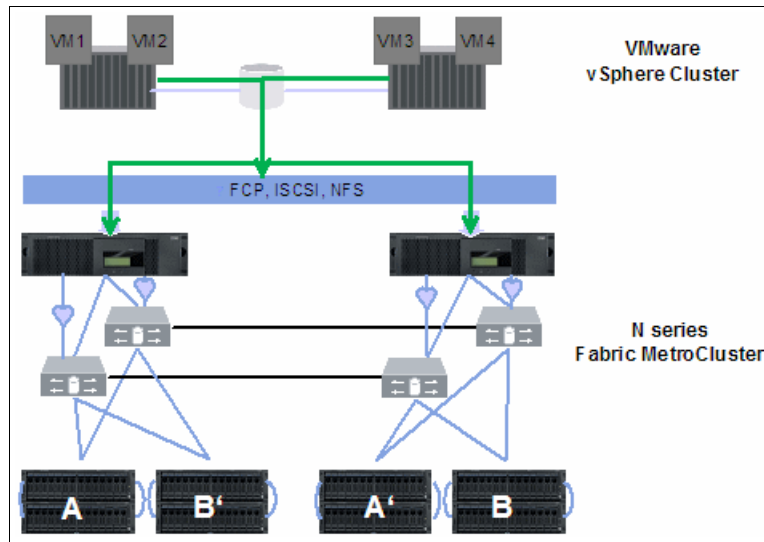 VM1 VM2 VM3 VM4
VMware
vSphere Cluster
FCP, ISCSI, NFS
N series
Fabric MetroCluster
A B‘ A‘ B